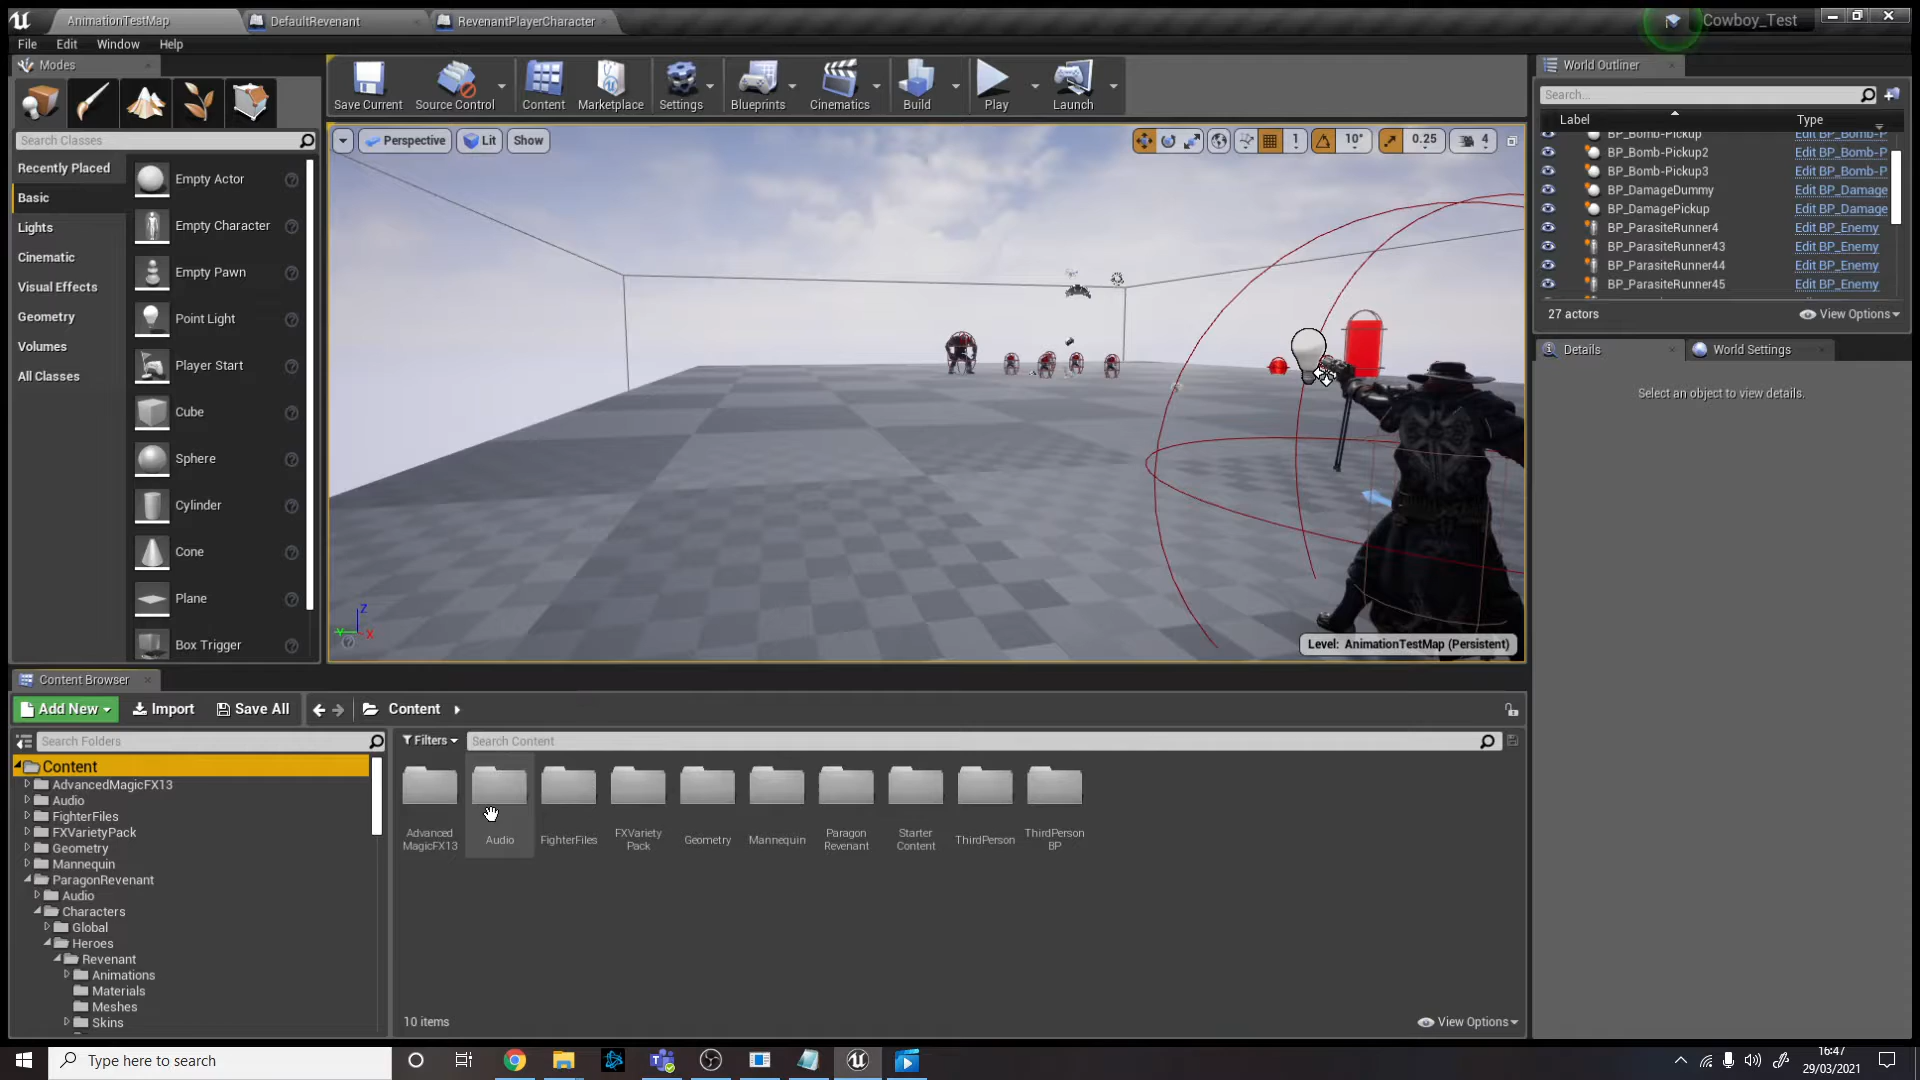 AnimationTestMap
DefaultRevenant
RevenantPlayerCharacter
Cowboy_Test
File Edit Window Help
Modes
Save Current
Source Control
Content
Marketplace
Settings
Blueprints
Cinematics
Build
Play
Launch
World Outliner
Search...
Label
Type
BP_Bomb-Pickup Edit BP_Bomb-P
BP_Bomb-Pickup2 Edit BP_Bomb-P
BP_Bomb-Pickup3 Edit BP_Bomb-P
BP_DamageDummy Edit BP_Damage
BP_DamagePickup Edit BP_Damage
BP_ParasiteRunner4 Edit BP_Enemy
BP_ParasiteRunner43 Edit BP_Enemy
BP_ParasiteRunner44 Edit BP_Enemy
BP_ParasiteRunner45 Edit BP_Enemy
27 actors
View Options
Details
World Settings
Select an object to view details.
Search Classes
Recently Placed
Basic
Lights
Cinematic
Visual Effects
Geometry
Volumes
All Classes
Empty Actor
Empty Character
Empty Pawn
Point Light
Player Start
Cube
Sphere
Cylinder
Cone
Plane
Box Trigger
Perspective
Lit
Show
1
10°
0.25
4
Z
Y
X
Level: AnimationTestMap (Persistent)
Content Browser
Add New
Import
Save All
Content
Search Folders
Filters
Search Content
Content
AdvancedMagicFX13
Audio
FighterFiles
FXVarietyPack
Geometry
Mannequin
ParagonRevenant
Audio
Characters
Global
Heroes
Revenant
Animations
Materials
Meshes
Skins
Advanced
MagicFX13
Audio
FighterFiles
FXVariety
Pack
Geometry
Mannequin
Paragon
Revenant
Starter
Content
ThirdPerson
ThirdPerson
BP
10 items
View Options
Type here to search
16:47
29/03/2021